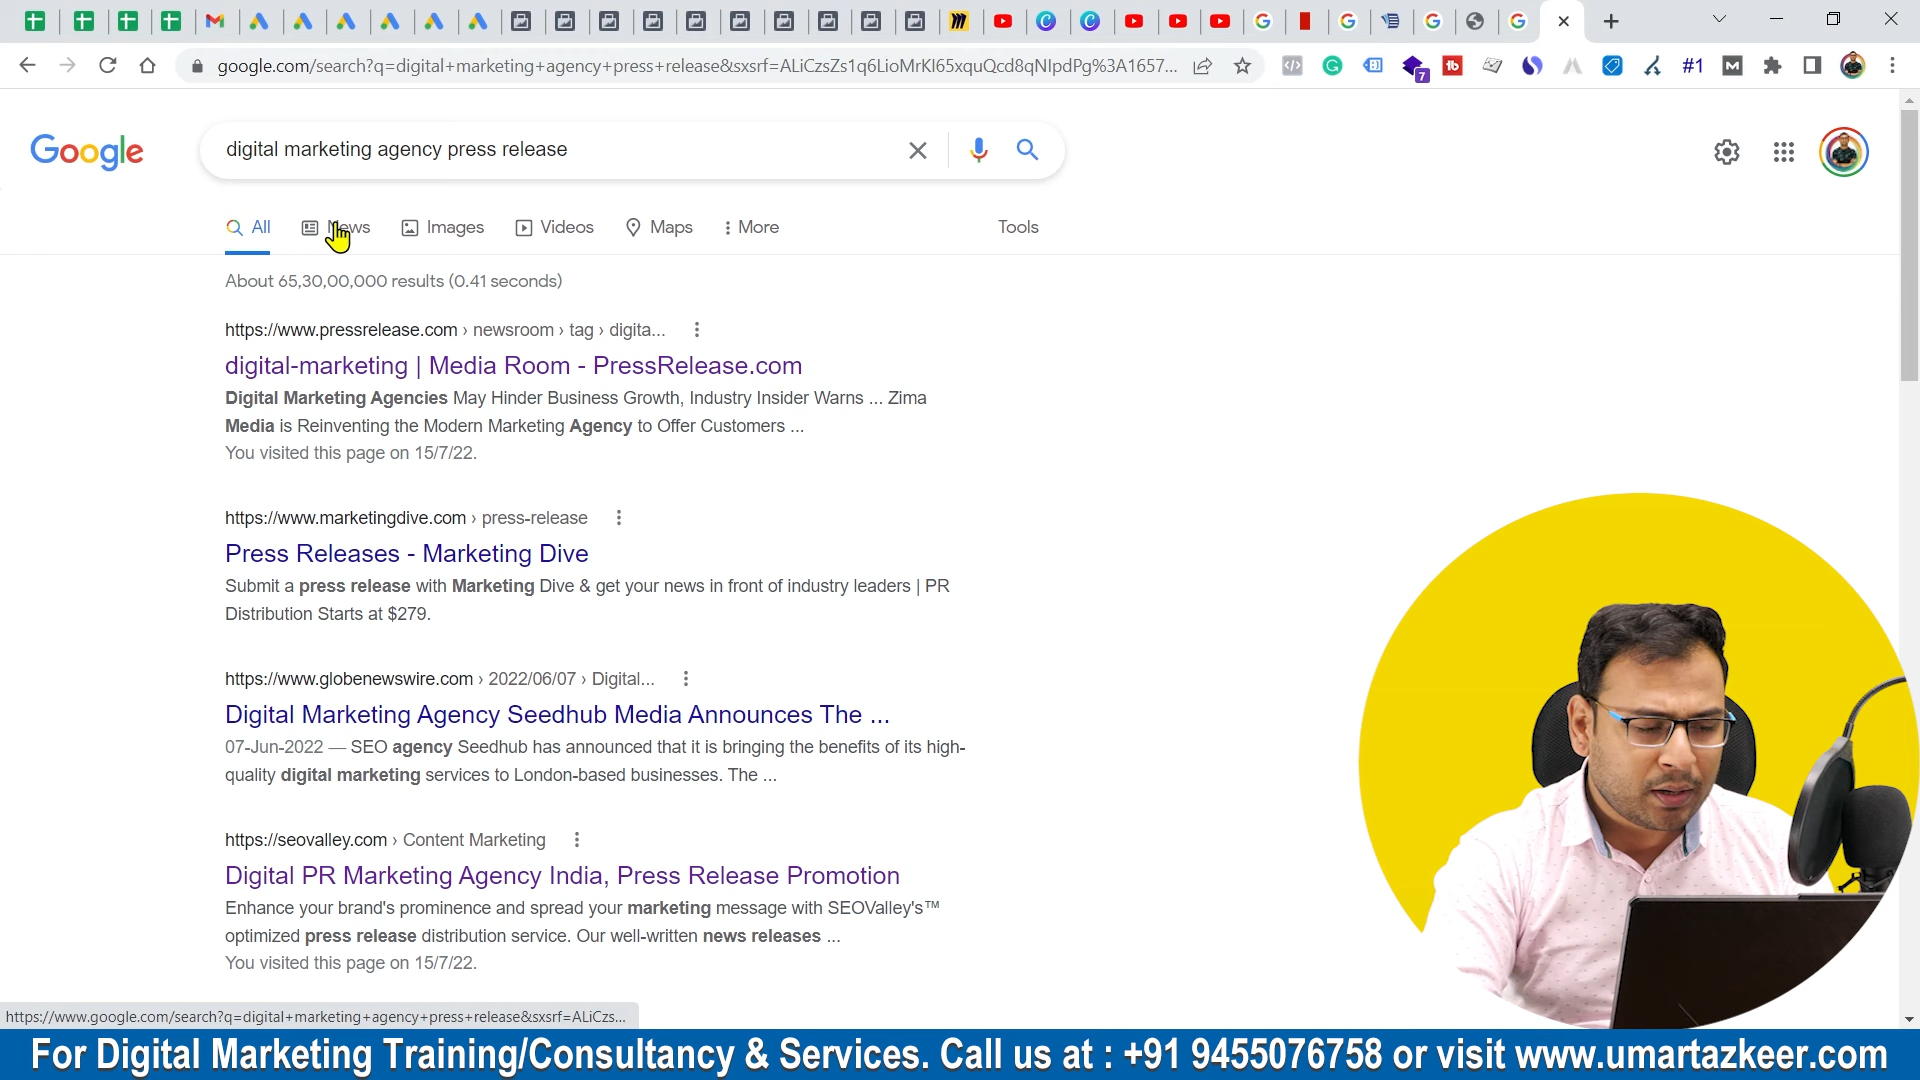 google.com/search?q=digital+marketing+agency+press+release&sxsrf=ALiCzsZs1q6LioMrKl65xquQcd8qNIpdPg%3A1657...
7
#1
Google
digital marketing agency press release
All
News
Images
Videos
Maps
More
Tools
About 65,30,00,000 results (0.41 seconds)
https://www.pressrelease.com › newsroom › tag › digita...
digital-marketing | Media Room - PressRelease.com
Digital Marketing Agencies May Hinder Business Growth, Industry Insider Warns ... Zima
Media is Reinventing the Modern Marketing Agency to Offer Customers ...
You visited this page on 15/7/22.
https://www.marketingdive.com › press-release
Press Releases - Marketing Dive
Submit a press release with Marketing Dive & get your news in front of industry leaders | PR
Distribution Starts at $279.
https://www.globenewswire.com › 2022/06/07 › Digital...
Digital Marketing Agency Seedhub Media Announces The ...
07-Jun-2022 — SEO agency Seedhub has announced that it is bringing the benefits of its high-
quality digital marketing services to London-based businesses. The ...
https://seovalley.com › Content Marketing
Digital PR Marketing Agency India, Press Release Promotion
Enhance your brand's prominence and spread your marketing message with SEOValley's™
optimized press release distribution service. Our well-written news releases ...
You visited this page on 15/7/22.
https://www.google.com/search?q=digital+marketing+agency+press+release&sxsrf=ALiCzs...
For Digital Marketing Training/Consultancy & Services. Call us at : +91 9455076758 or visit www.umartazkeer.com